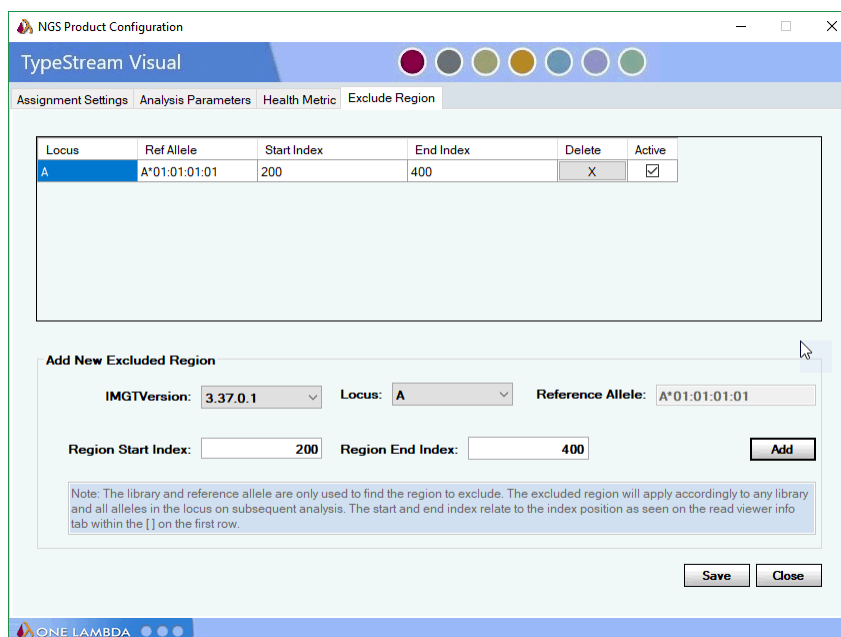 NGS Product Configuration
TypeStream Visual
Assignment Settings Analysis Parameters Health Metric Exclude Region
Locus Ref Allele Start Index End Index Delete Active
A A*01:01:01:01 200 400 X
Add New Excluded Region
IMGTVersion: 3.37.0.1 Locus: A Reference Allele: A*01:01:01:01
Region Start Index: 200 Region End Index: 400 Add
Note: The library and reference allele are only used to find the region to exclude. The excluded region will apply accordingly to any library
and all alleles in the locus on subsequent analysis. The start and end index relate to the index position as seen on the read viewer info
tab within the [ ] on the first row.
Save Close
ONE LAMBDA